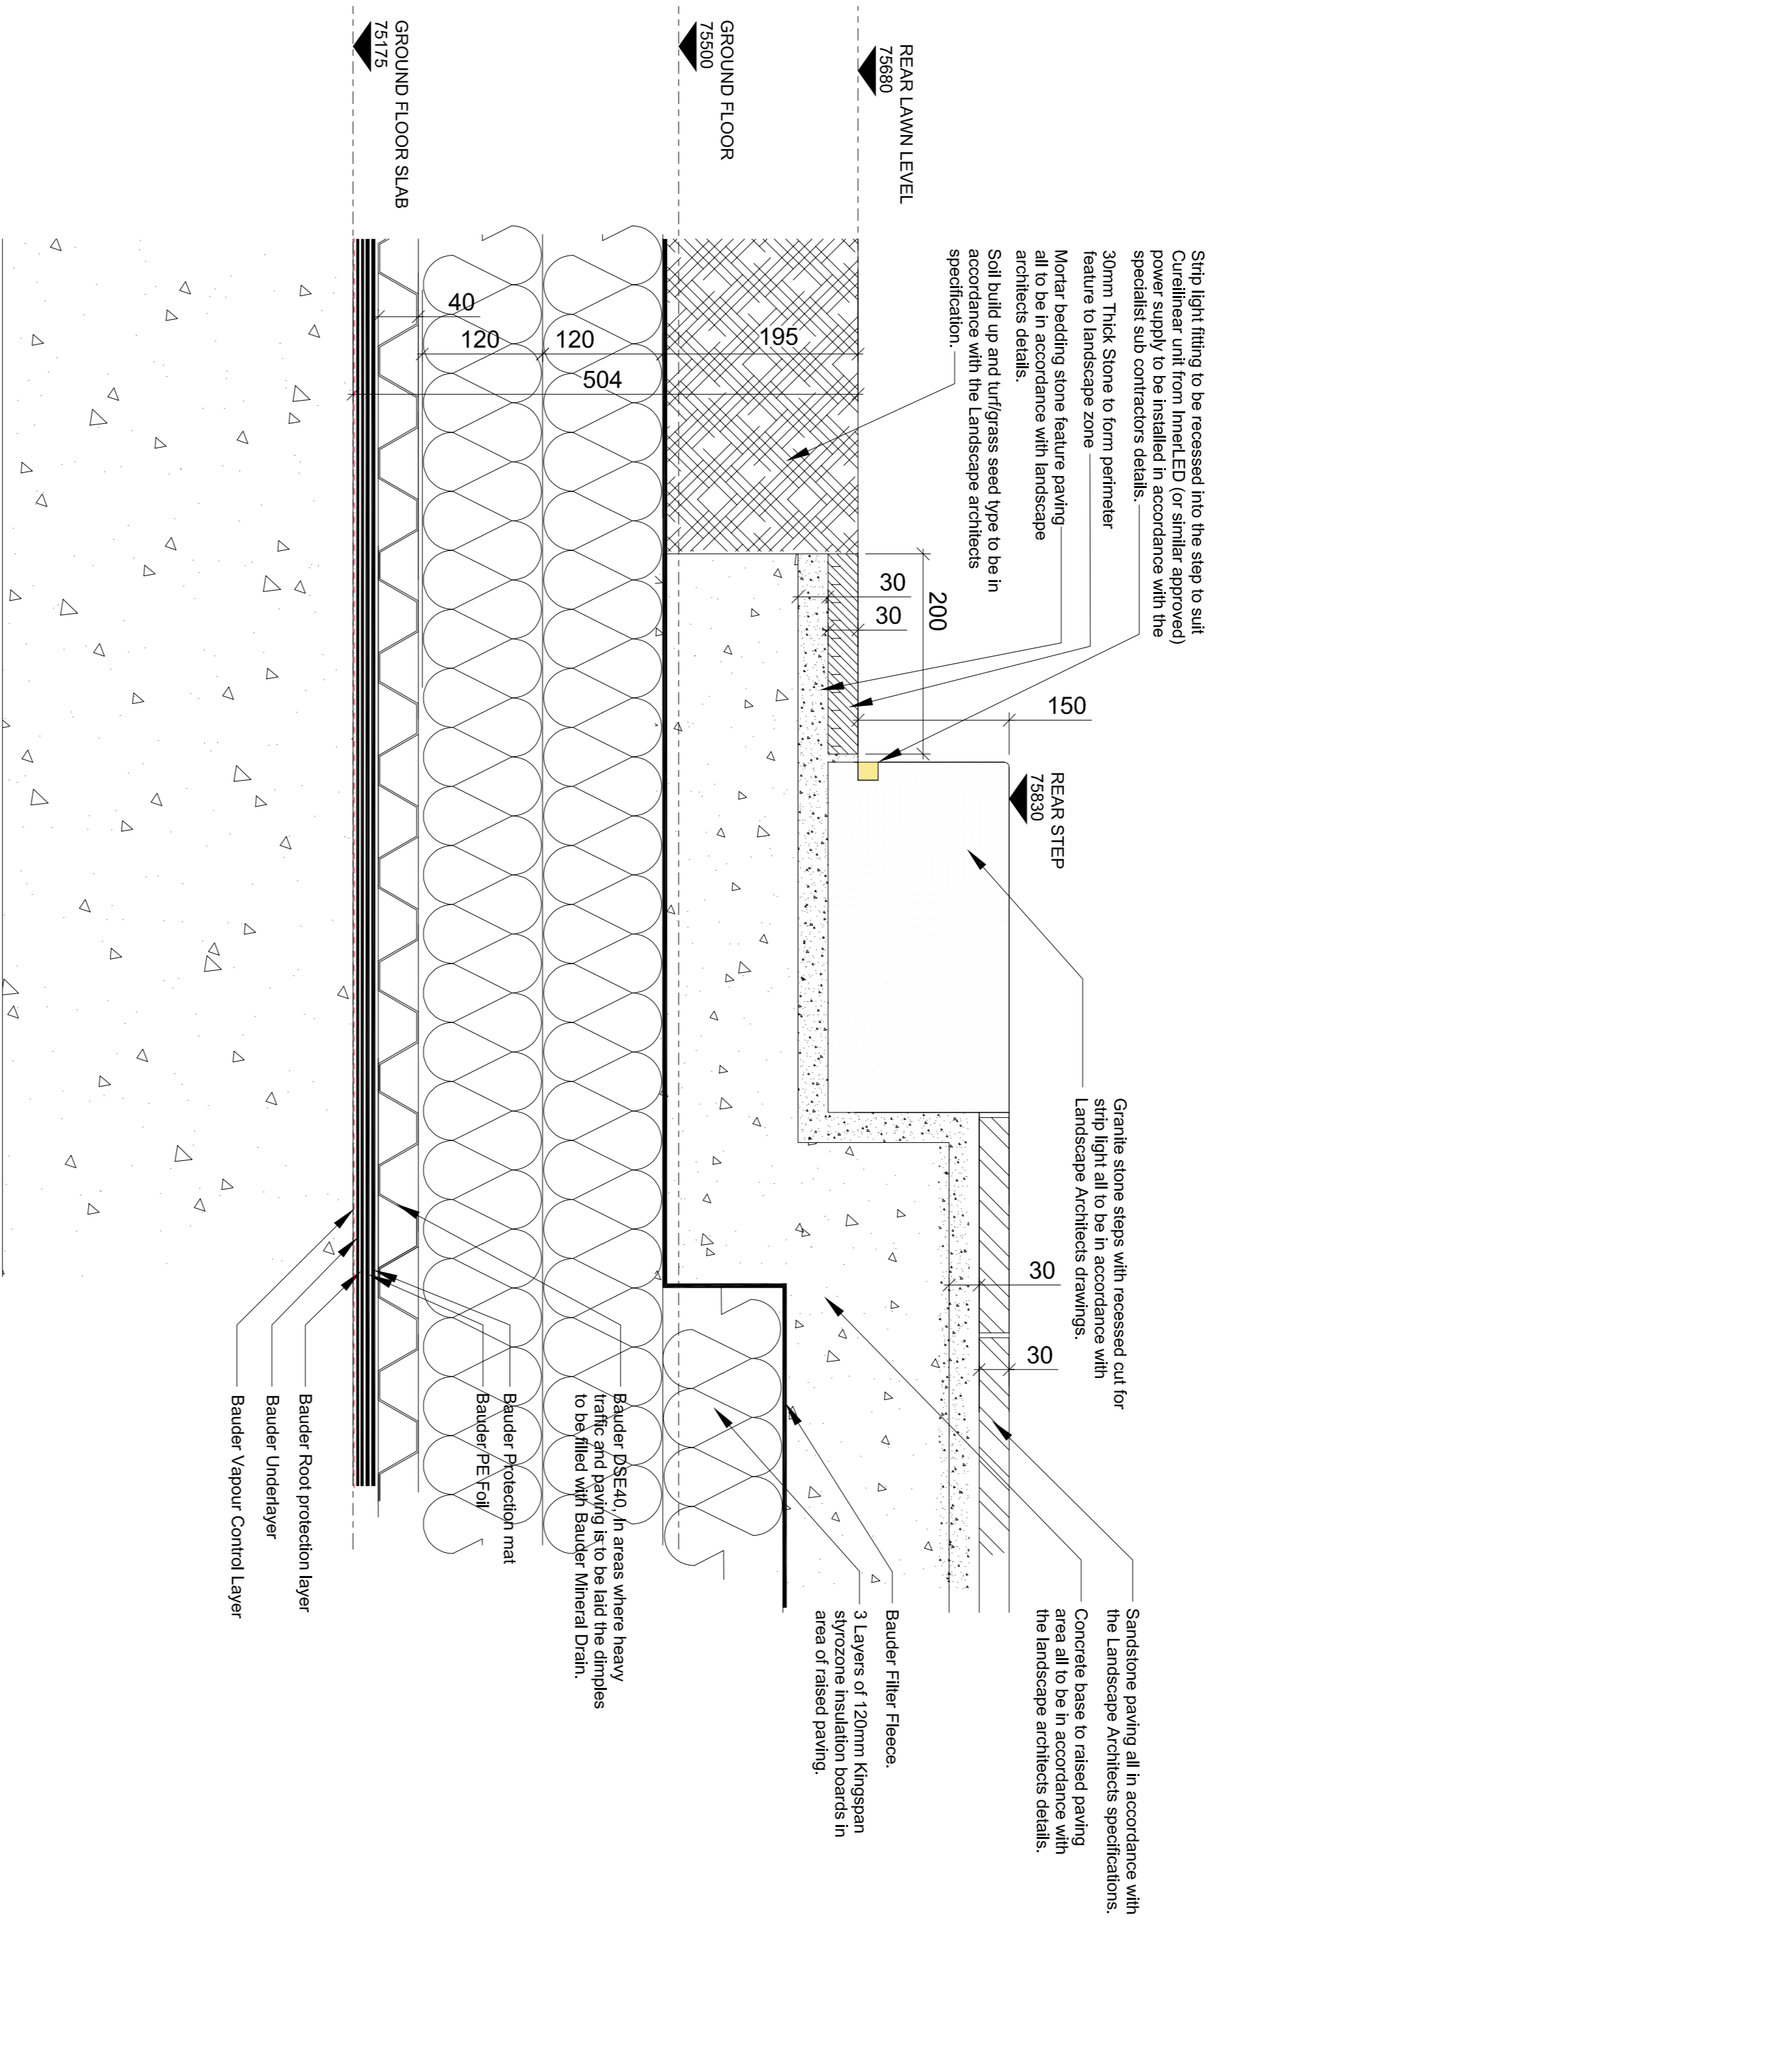 Strip light fitting to be recessed into the step to suit
Cureilinear unit from InnerLED (or similar approved)
power supply to be installed in accordance with the
specialist sub contractors details.
30mm Thick Stone to form perimeter
feature to landscape zone
Mortar bedding stone feature paving
all to be in accordance with landscape
architects details.
Soil build up and turf/grass seed type to be in
accordance with the Landscape architects
specification.
REAR LAWN LEVEL
75680
GROUND FLOOR
75500
GROUND FLOOR SLAB
75175
REAR STEP
75830
150
200
30
30
195
120
120
504
40
30
30
Granite stone steps with recessed cut for
strip light all to be in accordance with
Landscape Architects drawings.
Sandstone paving all in accordance with
the Landscape Architects specifications.
Concrete base to raised paving
area all to be in accordance with
the landscape architects details.
Bauder Filter Fleece.
3 Layers of 120mm Kingspan
styrozone insulation boards in
area of raised paving.
Bauder DSE40, In areas where heavy
traffic and paving is to be laid the dimples
to be filled with Bauder Mineral Drain.
Bauder Protection mat
Bauder PE Foil
Bauder Root protection layer
Bauder Underlayer
Bauder Vapour Control Layer